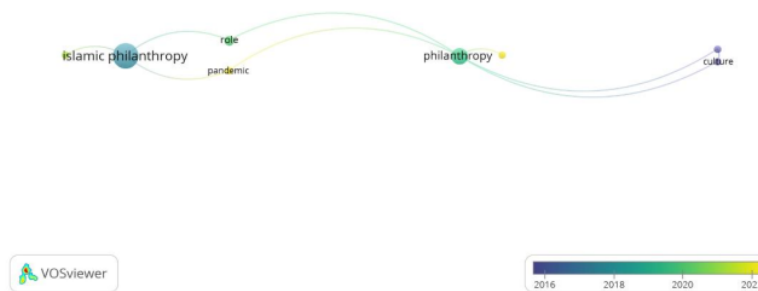 role
islamic philanthropy
philanthropy
culture
pandemic
VOSviewer
2016
2018
2020